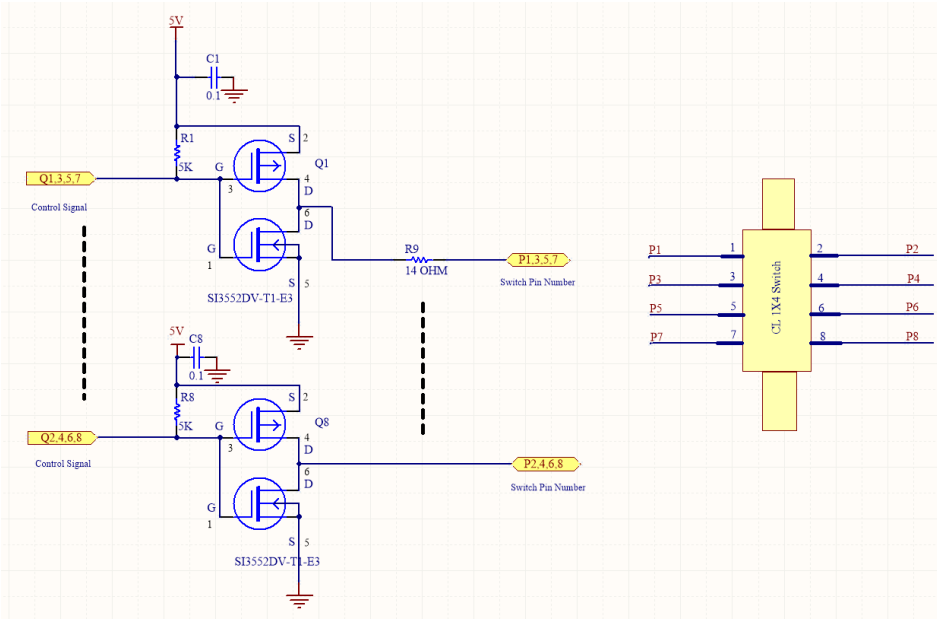 5V
C1
0.1
R1
5K
S 2
G
3
Q1
4
D
6
D
G
1
S 5
SI3552DV-T1-E3
Q1,3,5,7
Control Signal
R9
14 OHM
P1,3,5,7
Switch Pin Number
5V
C8
0.1
R8
5K
S 2
G
3
Q8
4
D
6
D
G
1
S 5
SI3552DV-T1-E3
Q2,4,6,8
Control Signal
P2,4,6,8
Switch Pin Number
P1 1 2 P2
P3 3 4 P4
P5 5 6 P6
P7 7 8 P8
CL 1X4 Switch